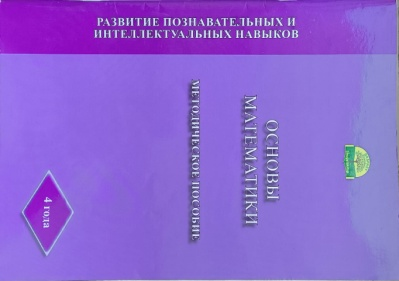 РАЗВИТИЕ ПОЗНАВАТЕЛЬНЫХ И
ИНТЕЛЛЕКТУАЛЬНЫХ НАВЫКОВ
ОСНОВЫ
МАТЕМАТИКИ
МЕТОДИЧЕСКОЕ ПОСОБИЕ
4 года